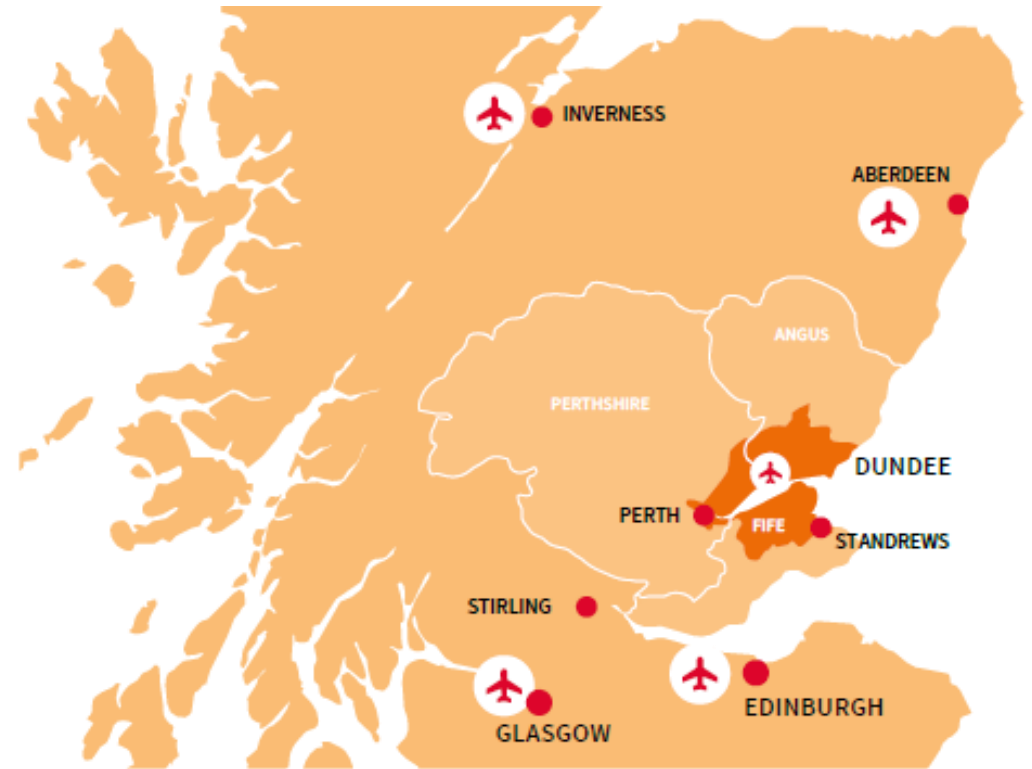 INVERNESS
ABERDEEN
ANGUS
PERTHSHIRE
DUNDEE
PERTH
FIFE
STANDREWS
STIRLING
EDINBURGH
GLASGOW